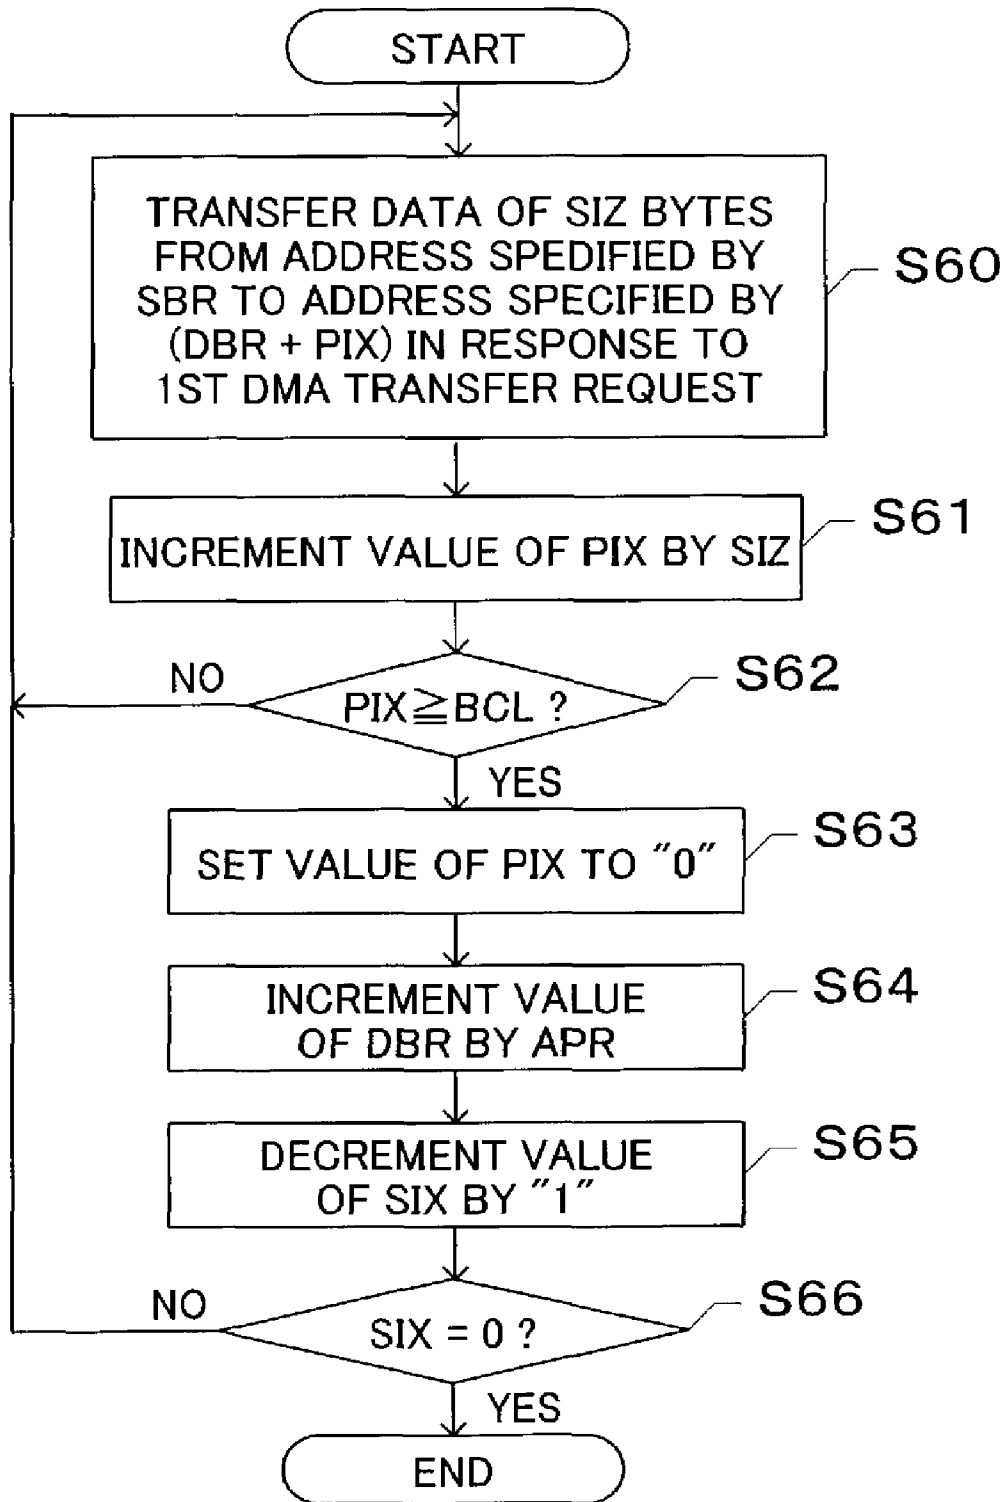 START
TRANSFER DATA OF SIZ BYTES
FROM ADDRESS SPEDIFIED BY
SBR TO ADDRESS SPECIFIED BY
(DBR + PIX) IN RESPONSE TO
1ST DMA TRANSFER REQUEST
S60
INCREMENT VALUE OF PIX BY SIZ
S61
PIX≧BCL ?
S62
NO
YES
SET VALUE OF PIX TO "0"
S63
INCREMENT VALUE
OF DBR BY APR
S64
DECREMENT VALUE
OF SIX BY "1"
S65
SIX = 0 ?
S66
NO
YES
END